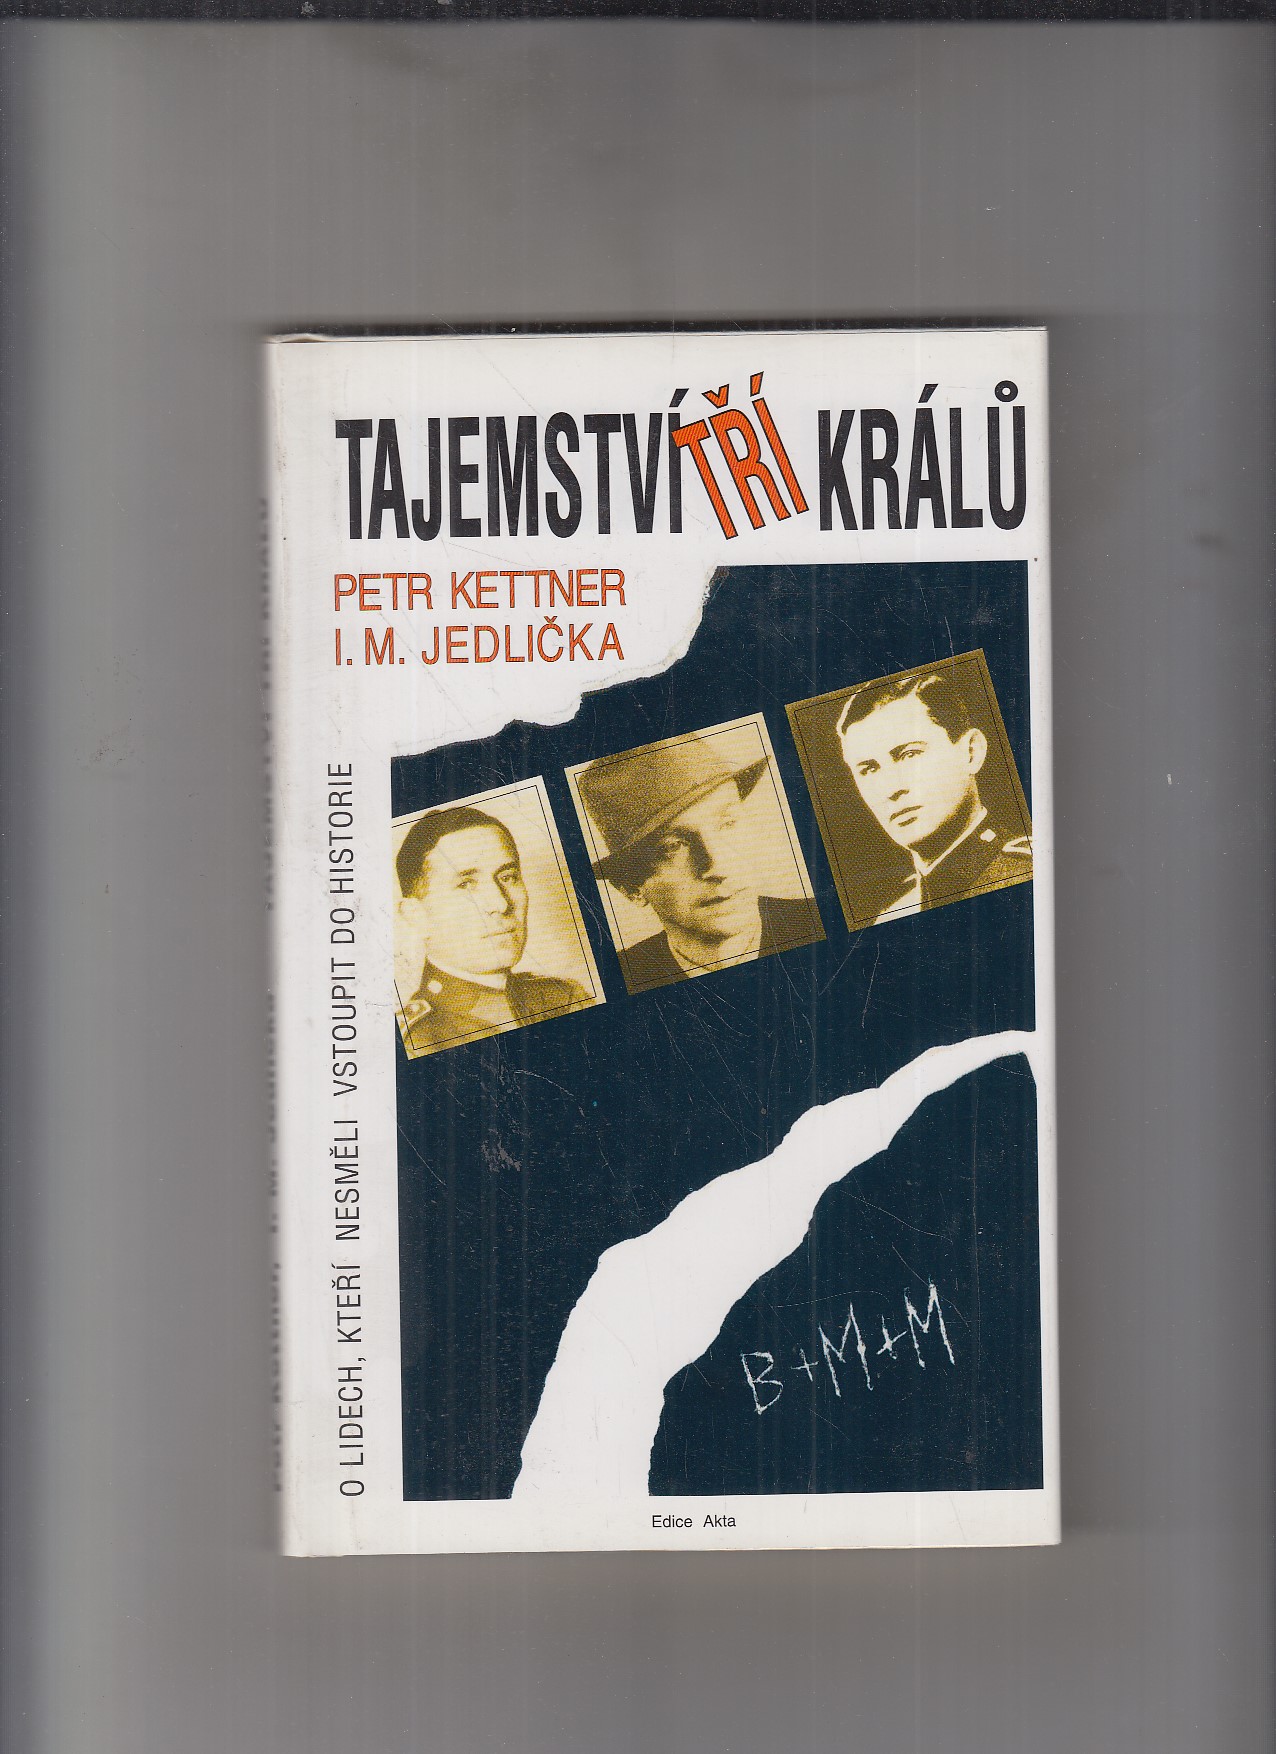 TAJEMSTVÍ TŘÍ KRÁLŮ
PETR KETTNER
I. M. JEDLIČKA
O LIDECH, KTEŘÍ NESMĚLI VSTOUPIT DO HISTORIE
B+M+M
Edice Akta